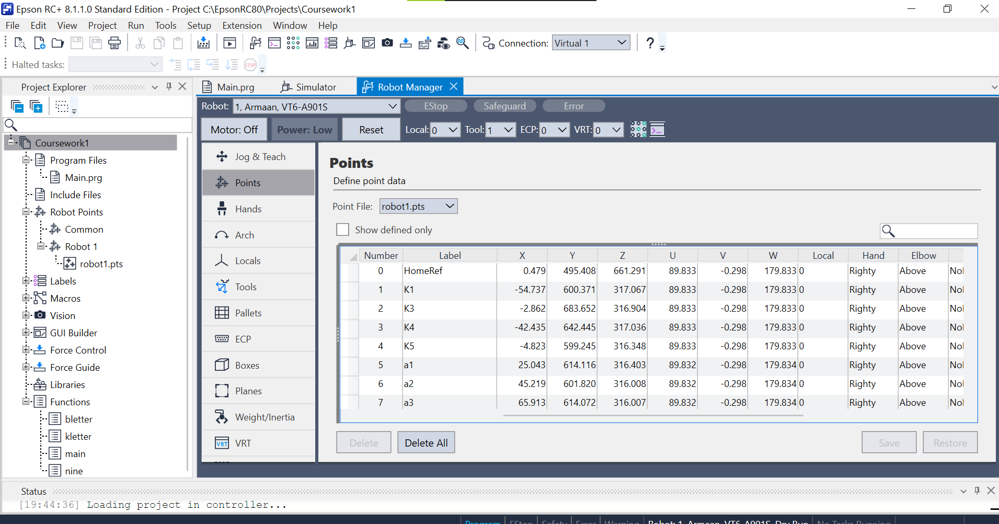 Epson RC+ 8.1.1.0 Standard Edition - Project C:\EpsonRC80\Projects\Coursework1
File Edit View Project Run Tools Setup Extension Window Help
Connection: Virtual 1 ?
Halted tasks: STOP
Project Explorer
Main.prg Simulator Robot Manager
Robot: 1, Armaan, VT6-A901S EStop Safeguard Error
Motor: Off Power: Low Reset Local: 0 Tool: 1 ECP: 0 VRT: 0
Coursework1
Program Files
Main.prg
Include Files
Robot Points
Common
Robot 1
robot1.pts
Labels
Macros
Vision
GUI Builder
Force Control
Force Guide
Libraries
Functions
bletter
kletter
main
nine
Jog & Teach
Points
Hands
Arch
Locals
Tools
Pallets
ECP
Boxes
Planes
Weight/Inertia
VRT VRT
Points
Define point data
Point File: robot1.pts
Show defined only
Number Label X Y Z U V W Local Hand Elbow
0 HomeRef 0.479 495.408 661.291 89.833 -0.298 179.833 0 Righty Above NoI
1 K1 -54.737 600.371 317.067 89.833 -0.298 179.833 0 Righty Above NoI
2 K3 -2.862 683.652 316.904 89.833 -0.298 179.833 0 Righty Above NoI
3 K4 -42.435 642.445 317.036 89.833 -0.298 179.833 0 Righty Above NoI
4 K5 -4.823 599.245 316.348 89.833 -0.298 179.833 0 Righty Above NoI
5 a1 25.043 614.116 316.403 89.832 -0.298 179.834 0 Righty Above NoI
6 a2 45.219 601.820 316.008 89.832 -0.298 179.834 0 Righty Above NoI
7 a3 65.913 614.072 316.007 89.832 -0.298 179.834 0 Righty Above NoI
Delete Delete All Save Restore
Status
[19:44:36] Loading project in controller...
Program EStop Safety Error Warning Robot: 1, Armaan, VT6-A901S, Dry Run No Tasks Running